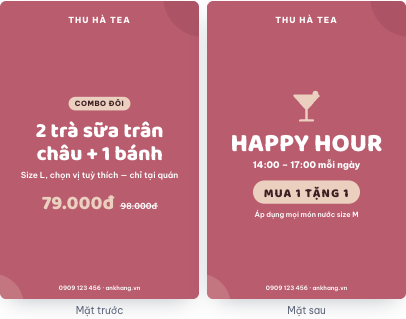 THU HÀ TEA
COMBO ĐÔI
2 trà sữa trân
châu + 1 bánh
Size L, chọn vị tuỳ thích — chỉ tại quán
79.000đ 98.000đ
0909 123 456 · ankhang.vn
Mặt trước
THU HÀ TEA
HAPPY HOUR
14:00 – 17:00 mỗi ngày
MUA 1 TẶNG 1
Áp dụng mọi món nước size M
0909 123 456 · ankhang.vn
Mặt sau